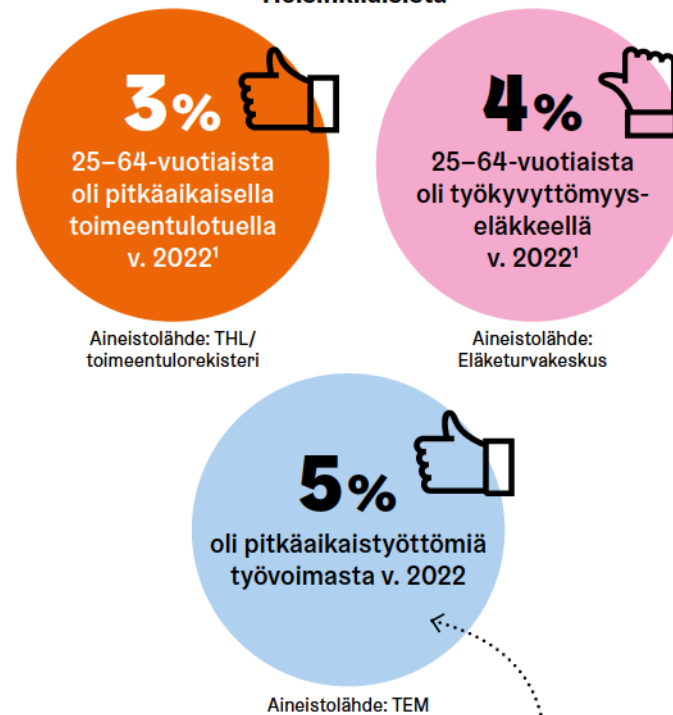 3%
25–64-vuotiaista
oli pitkäaikaisella
toimeentulotuella
v. 2022¹
Aineistolähde: THL/
toimeentulorekisteri
4%
25–64-vuotiaista
oli työkyvyttömyys-
eläkkeellä
v. 2022¹
Aineistolähde:
Eläketurvakeskus
5%
oli pitkäaikaistyöttömiä
työvoimasta v. 2022
Aineistolähde: TEM